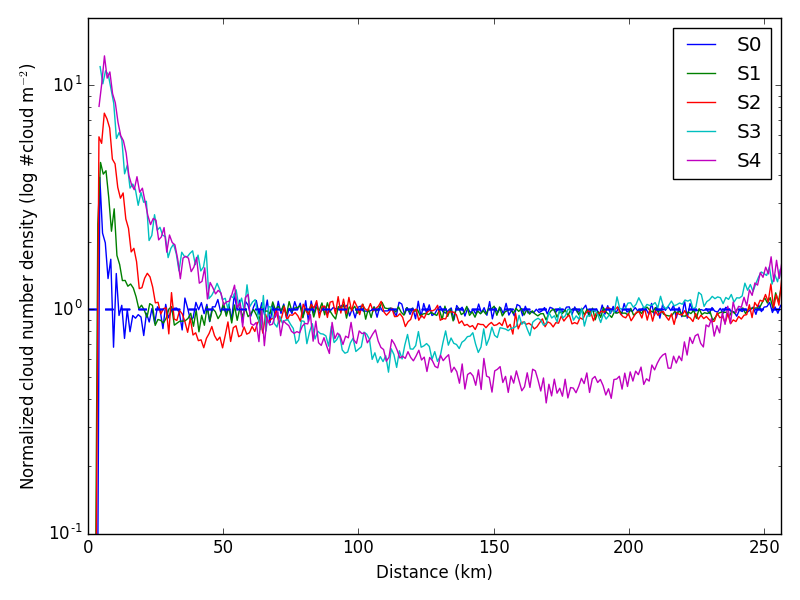 Normalized cloud number density (log #cloud m⁻²)
10¹
10⁰
10⁻¹
S0
S1
S2
S3
S4
0 50 100 150 200 250
Distance (km)